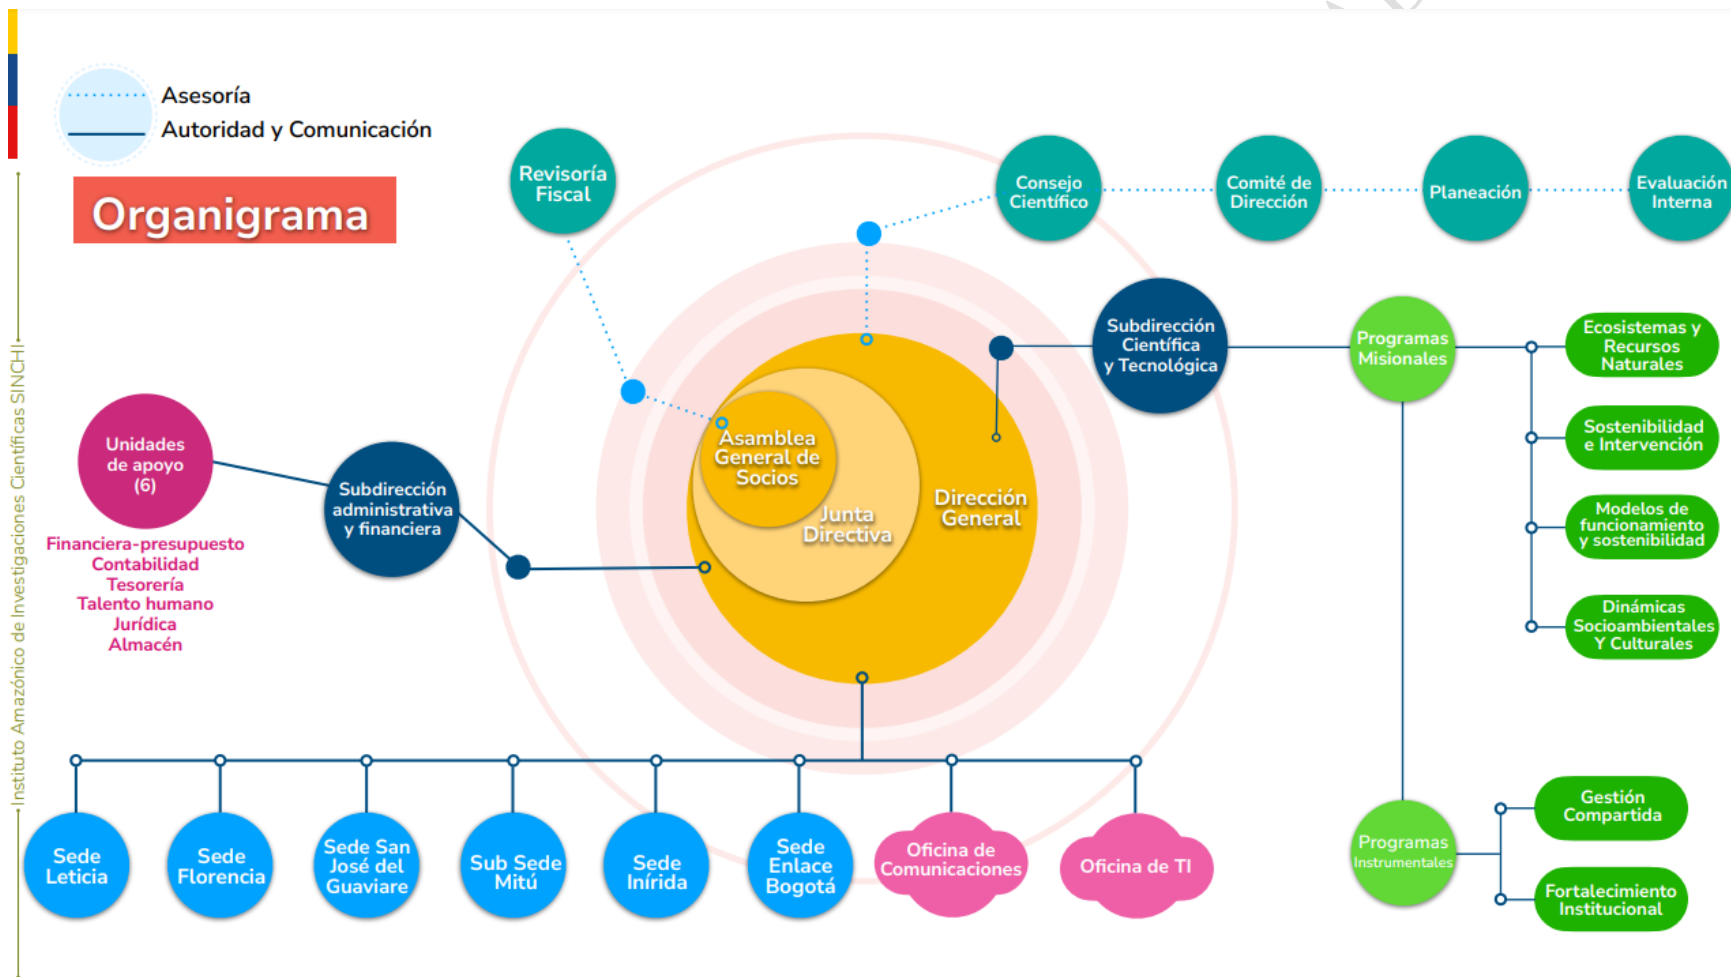 Asesoría
Autoridad y Comunicación
Organigrama
Instituto Amazónico de Investigaciones Científicas SINCHI
Revisoría
Fiscal
Consejo
Científico
Comité de
Dirección
Planeación
Evaluación
Interna
Subdirección
Científica
y Tecnológica
Programas
Misionales
Ecosistemas y
Recursos
Naturales
Sostenibilidad
e Intervención
Modelos de
funcionamiento
y sostenibilidad
Dinámicas
Socioambientales
Y Culturales
Unidades
de apoyo
(6)
Financiera-presupuesto
Contabilidad
Tesorería
Talento humano
Jurídica
Almacén
Subdirección
administrativa
y financiera
Asamblea
General de
Socios
Junta
Directiva
Dirección
General
Sede
Leticia
Sede
Florencia
Sede San
José del
Guaviare
Sub Sede
Mitú
Sede
Inírida
Sede
Enlace
Bogotá
Oficina de
Comunicaciones
Oficina de TI
Programas
Instrumentales
Gestión
Compartida
Fortalecimiento
Institucional